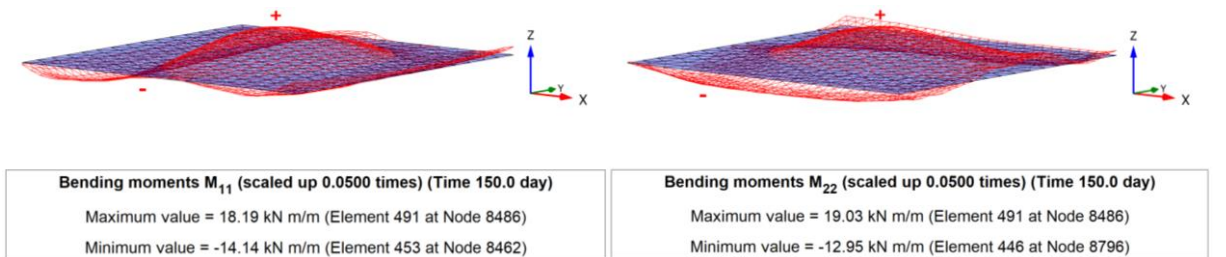 +
-
Z
Y
X
+
-
Z
Y
X
Bending moments M₁₁ (scaled up 0.0500 times) (Time 150.0 day)
Maximum value = 18.19 kN m/m (Element 491 at Node 8486)
Minimum value = -14.14 kN m/m (Element 453 at Node 8462)
Bending moments M₂₂ (scaled up 0.0500 times) (Time 150.0 day)
Maximum value = 19.03 kN m/m (Element 491 at Node 8486)
Minimum value = -12.95 kN m/m (Element 446 at Node 8796)